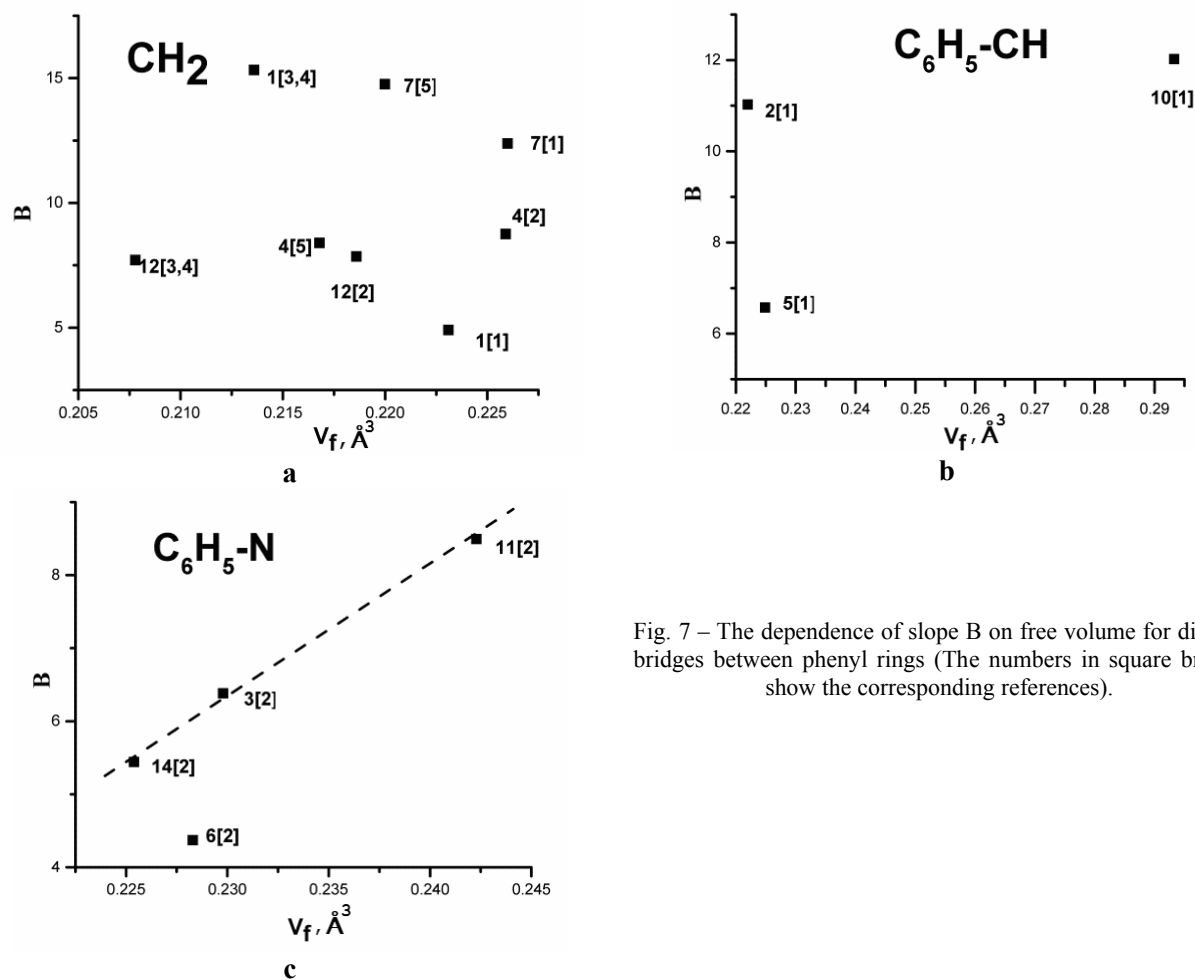 CH2
15
10
5
B
1[3,4]
7[5]
7[1]
4[2]
4[5]
12[2]
12[3,4]
1[1]
0.205 0.210 0.215 0.220 0.225
Vf, Å3
a
C6H5-CH
12
10
8
6
B
2[1]
10[1]
5[1]
0.22 0.23 0.24 0.25 0.26 0.27 0.28 0.29
Vf, Å3
b
C6H5-N
8
6
4
B
11[2]
3[2]
14[2]
6[2]
0.225 0.230 0.235 0.240 0.245
Vf, Å3
c
Fig. 7 – The dependence of slope B on free volume for di
bridges between phenyl rings (The numbers in square br
show the corresponding references).